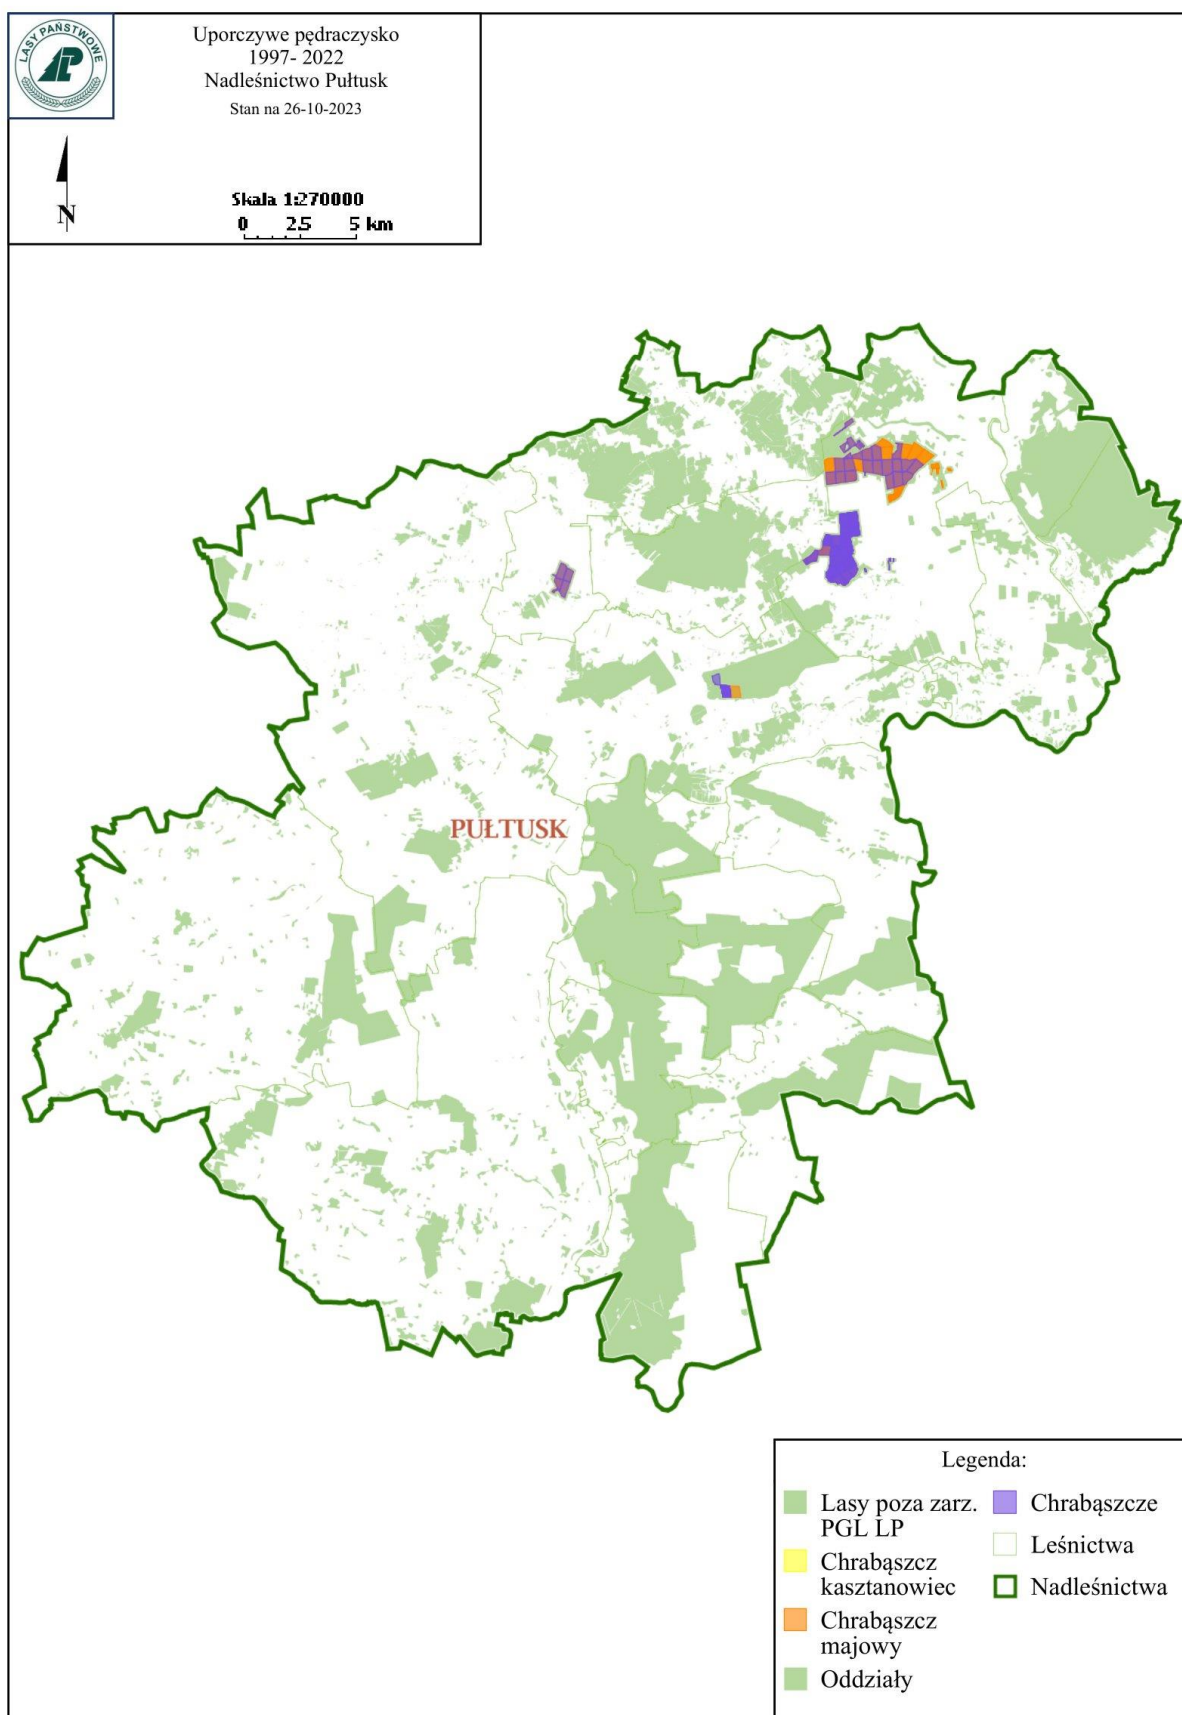 LASY PAŃSTWOWE
Uporczywe pędraczysko
1997- 2022
Nadleśnictwo Pułtusk
Stan na 26-10-2023
N
Skala 1:270000
0 2.5 5 km
PUŁTUSK
Legenda:
Lasy poza zarz.
PGL LP
Chrabąszcz
kasztanowiec
Chrabąszcz
majowy
Oddziały
Chrabąszcze
Leśnictwa
Nadleśnictwa